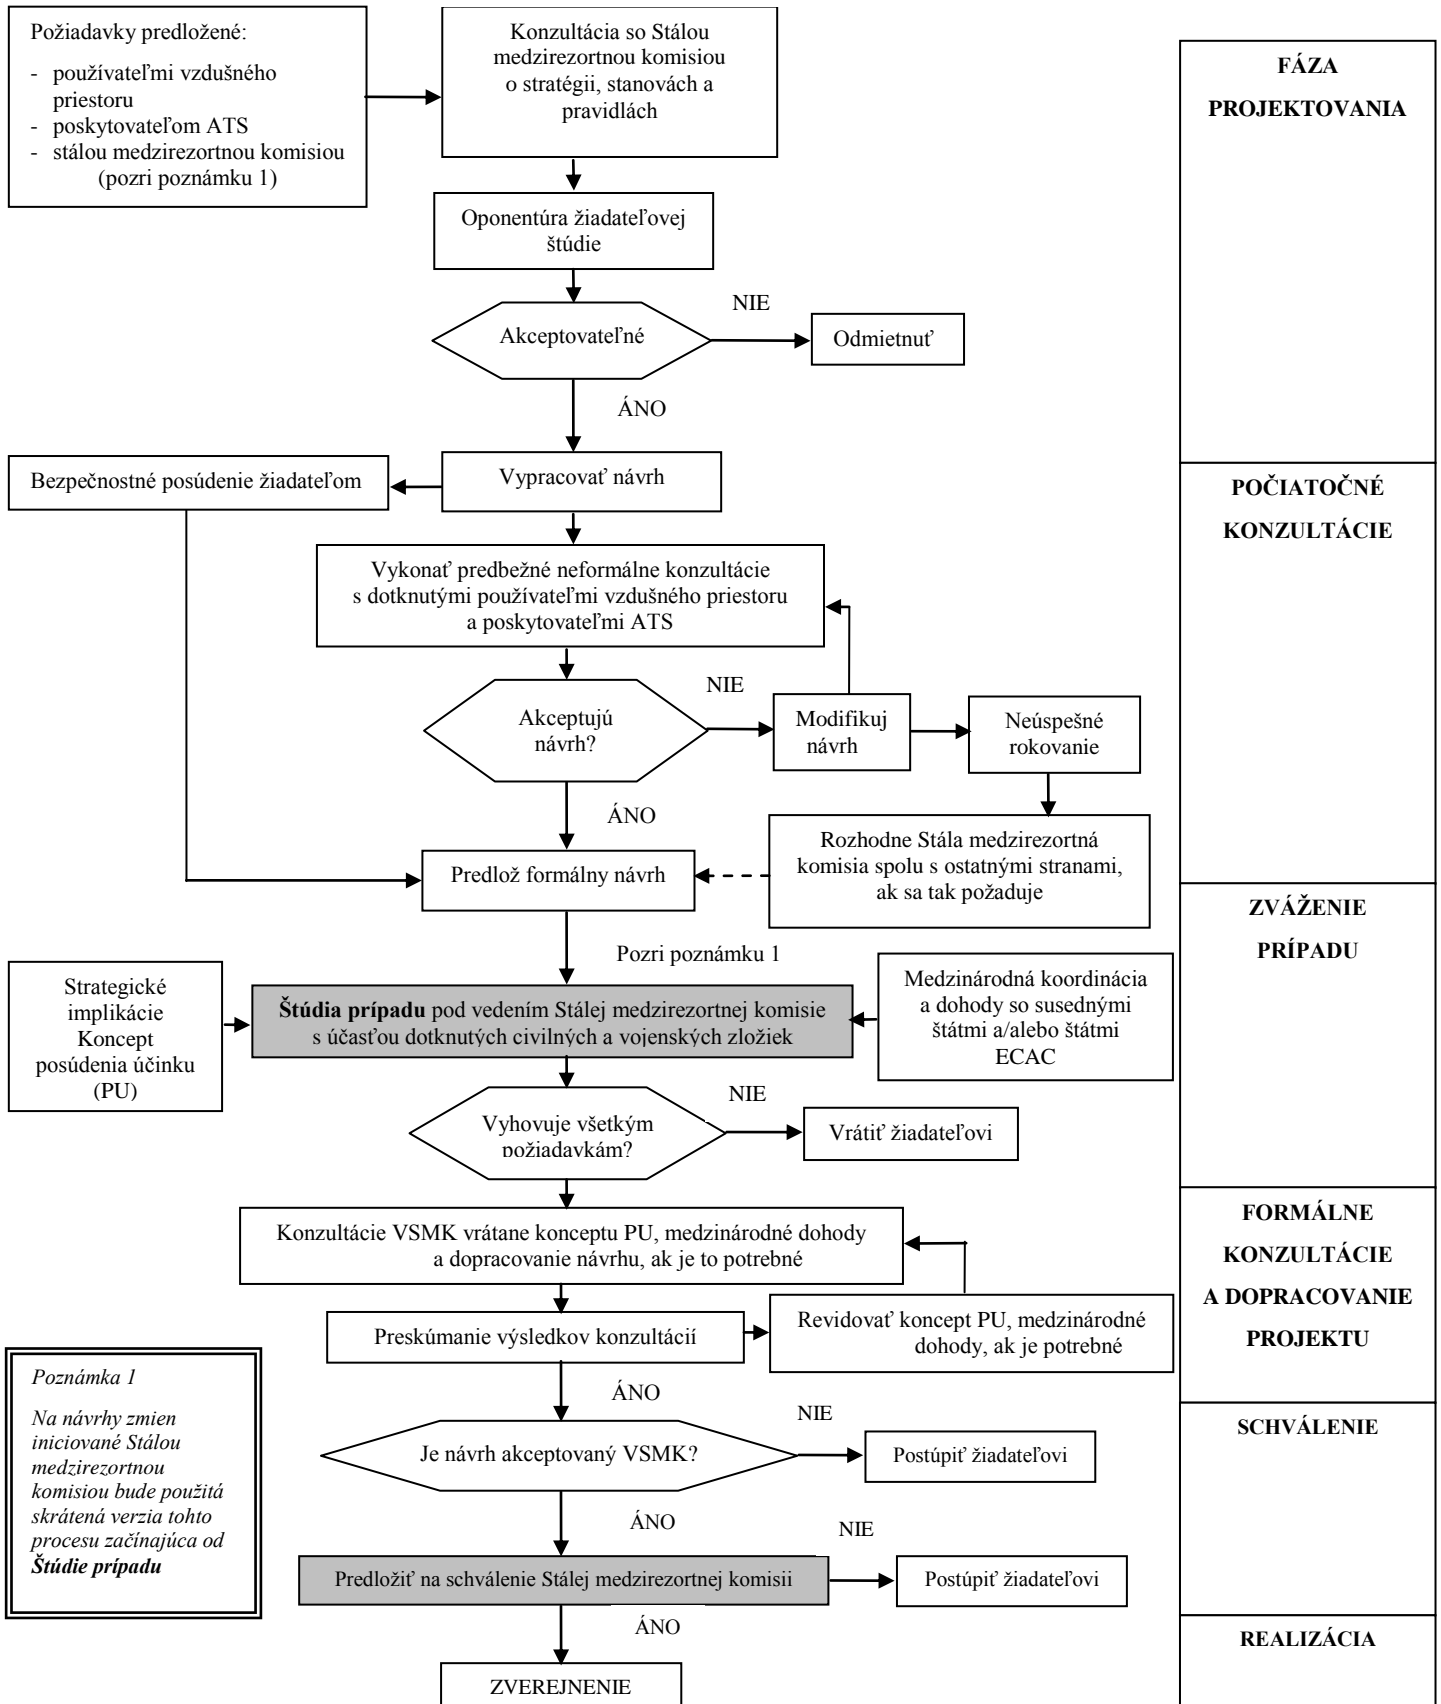 Požiadavky predložené:
- používateľmi vzdušného
priestoru
- poskytovateľom ATS
- stálou medzirezortnou komisiou
(pozri poznámku 1)
Konzultácia so Stálou
medzirezortnou komisiou
o stratégii, stanovách a
pravidlách
FÁZA
PROJEKTOVANIA
Oponentúra žiadateľovej
štúdie
Akceptovateľné
NIE
Odmietnuť
ÁNO
Bezpečnostné posúdenie žiadateľom
Vypracovať návrh
POČIATOČNÉ
KONZULTÁCIE
Vykonať predbežné neformálne konzultácie
s dotknutými používateľmi vzdušného priestoru
a poskytovateľmi ATS
Akceptujú
návrh?
NIE
Modifikuj
návrh
Neúspešné
rokovanie
ÁNO
Predlož formálny návrh
Rozhodne Stála medzirezortná
komisia spolu s ostatnými stranami,
ak sa tak požaduje
ZVÁŽENIE
PRÍPADU
Pozri poznámku 1
Strategické
implikácie
Koncept
posúdenia účinku
(PU)
Štúdia prípadu pod vedením Stálej medzirezortnej komisie
s účasťou dotknutých civilných a vojenských zložiek
Medzinárodná koordinácia
a dohody so susednými
štátmi a/alebo štátmi
ECAC
Vyhovuje všetkým
požiadavkám?
NIE
Vrátiť žiadateľovi
Konzultácie VSMK vrátane konceptu PU, medzinárodné dohody
a dopracovanie návrhu, ak je to potrebné
FORMÁLNE
KONZULTÁCIE
A DOPRACOVANIE
PROJEKTU
Preskúmanie výsledkov konzultácií
Revidovať koncept PU, medzinárodné
dohody, ak je potrebné
Poznámka 1
Na návrhy zmien
iniciované Stálou
medzirezortnou
komisiou bude použitá
skrátená verzia tohto
procesu začínajúca od
Štúdie prípadu
ÁNO
Je návrh akceptovaný VSMK?
NIE
Postúpiť žiadateľovi
SCHVÁLENIE
ÁNO
Predložiť na schválenie Stálej medzirezortnej komisii
NIE
Postúpiť žiadateľovi
ÁNO
ZVEREJNENIE
REALIZÁCIA